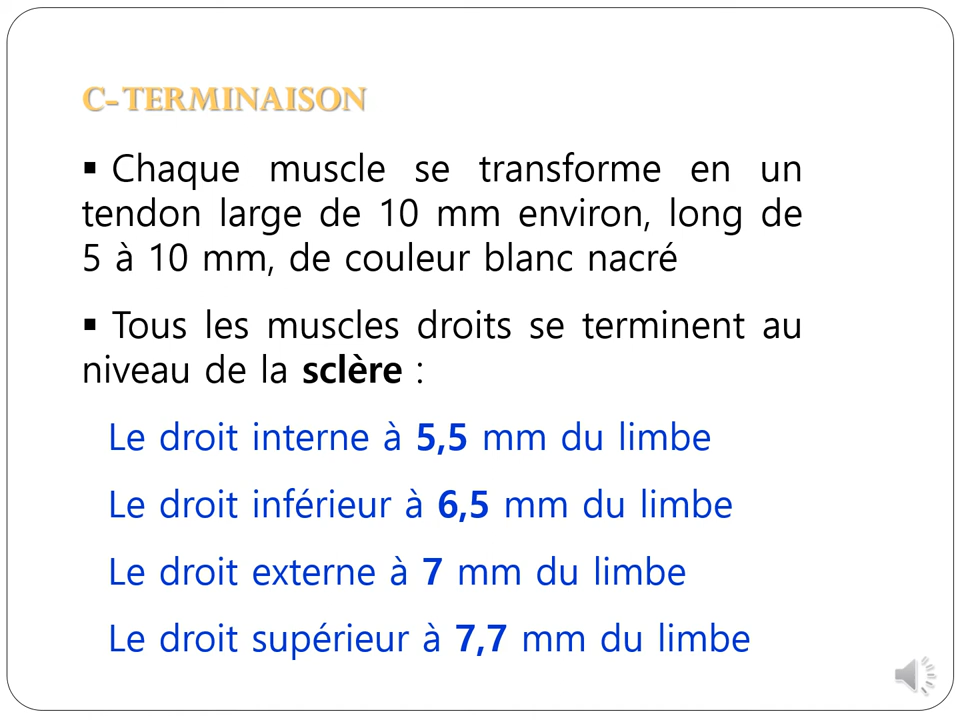 C- TERMINAISON
▪ Chaque muscle se transforme en un
tendon large de 10 mm environ, long de
5 à 10 mm, de couleur blanc nacré
▪ Tous les muscles droits se terminent au
niveau de la sclère :
Le droit interne à 5,5 mm du limbe
Le droit inférieur à 6,5 mm du limbe
Le droit externe à 7 mm du limbe
Le droit supérieur à 7,7 mm du limbe